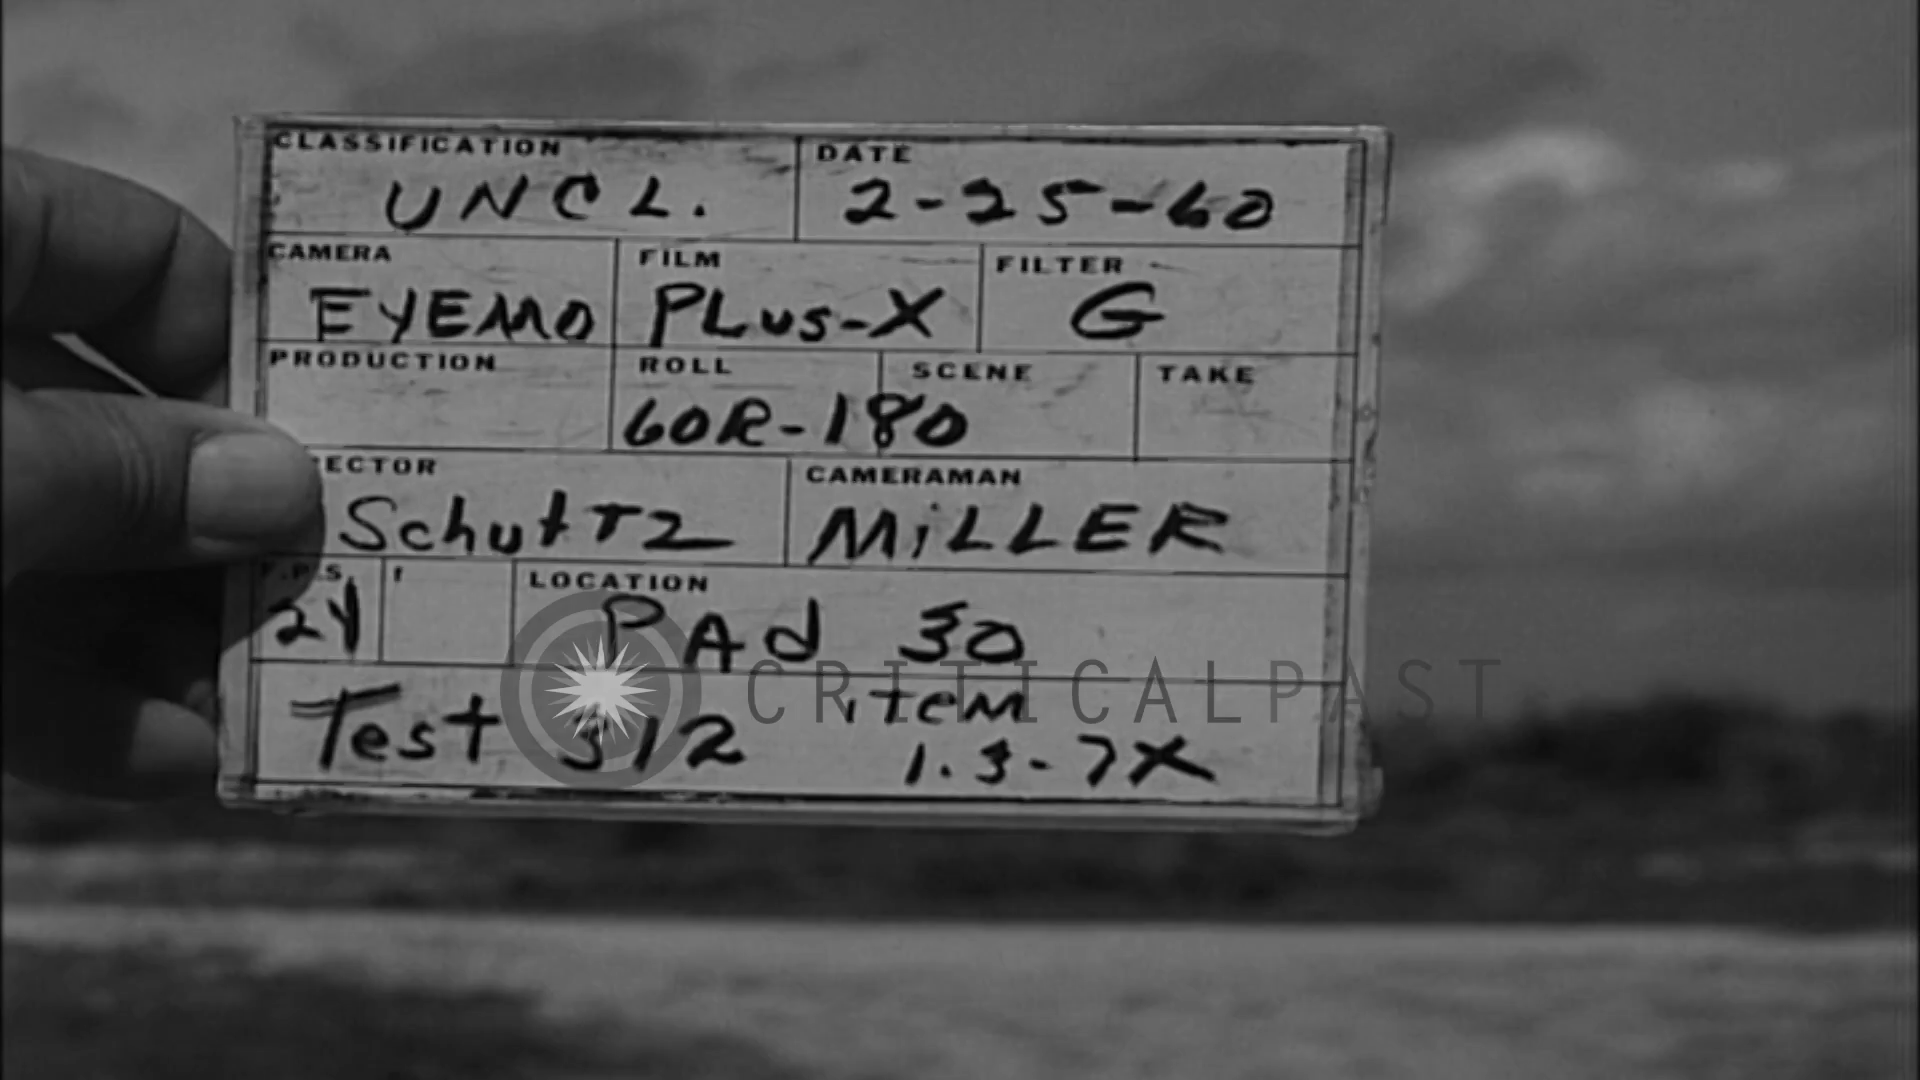 CLASSIFICATION DATE
UNCL. 2-25-60
CAMERA FILM FILTER
EYEMO PLus-X G
PRODUCTION ROLL SCENE TAKE
60R-180
ECTOR CAMERAMAN
Schuttz MiLLER
F.P.S. f LOCATION
24 PAd 30
CRITICALPAST
Test 312 iTeM
1.3-7X